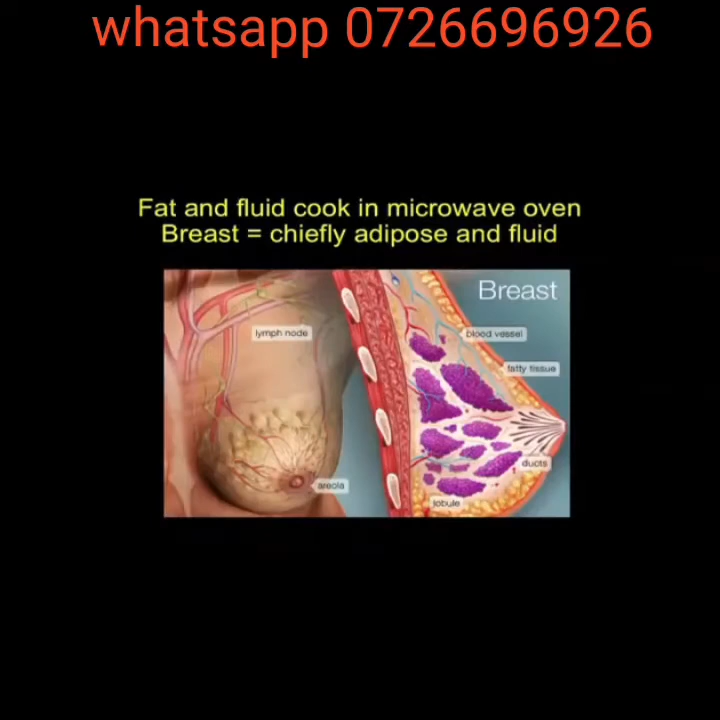 whatsapp 0726696926
Fat and fluid cook in microwave oven
Breast = chiefly adipose and fluid
Breast
lymph node
blood vessel
fatty tissue
ducts
areola
lobule